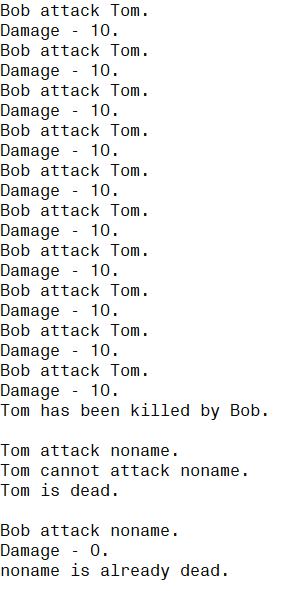 Bob attack Tom.
Damage - 10.
Bob attack Tom.
Damage - 10.
Bob attack Tom.
Damage - 10.
Bob attack Tom.
Damage - 10.
Bob attack Tom.
Damage - 10.
Bob attack Tom.
Damage - 10.
Bob attack Tom.
Damage - 10.
Bob attack Tom.
Damage - 10.
Bob attack Tom.
Damage - 10.
Bob attack Tom.
Damage - 10.
Tom has been killed by Bob.

Tom attack noname.
Tom cannot attack noname.
Tom is dead.

Bob attack noname.
Damage - 0.
noname is already dead.